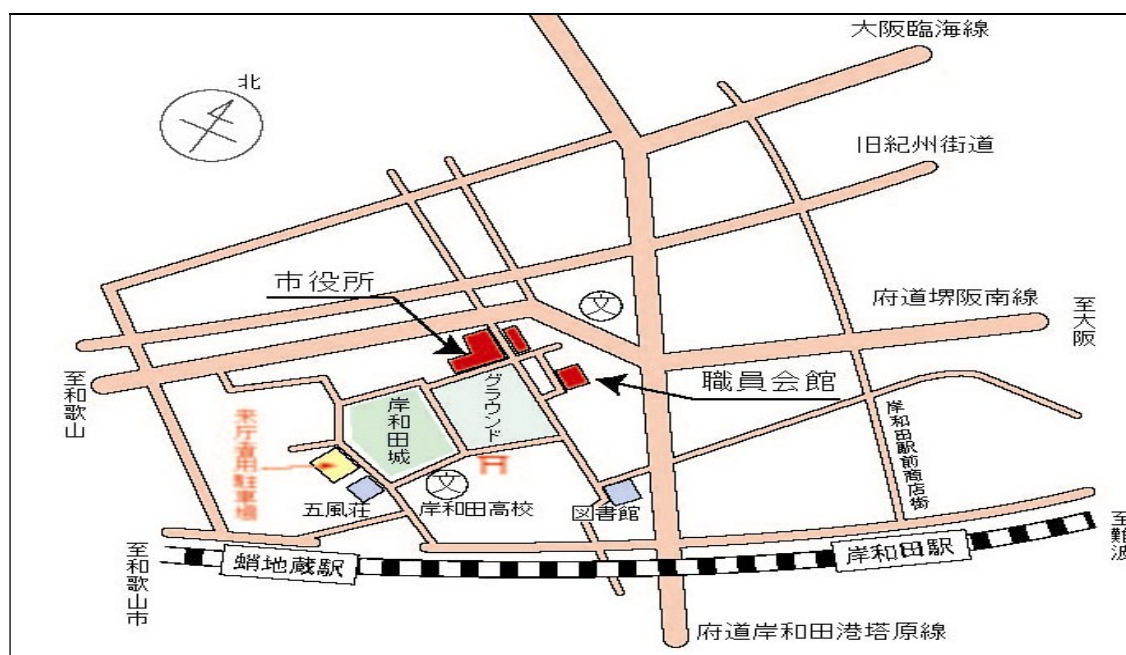 大阪臨海線
北
旧紀州街道
市役所
文
府道堺阪南線
至大阪
至和歌山
職員会館
グラウンド
岸和田城
来庁者用駐車場
岸和田駅前商店街
文
五風荘
岸和田高校
図書館
至和歌山市
蛸地蔵駅
岸和田駅
至難波
府道岸和田港塔原線